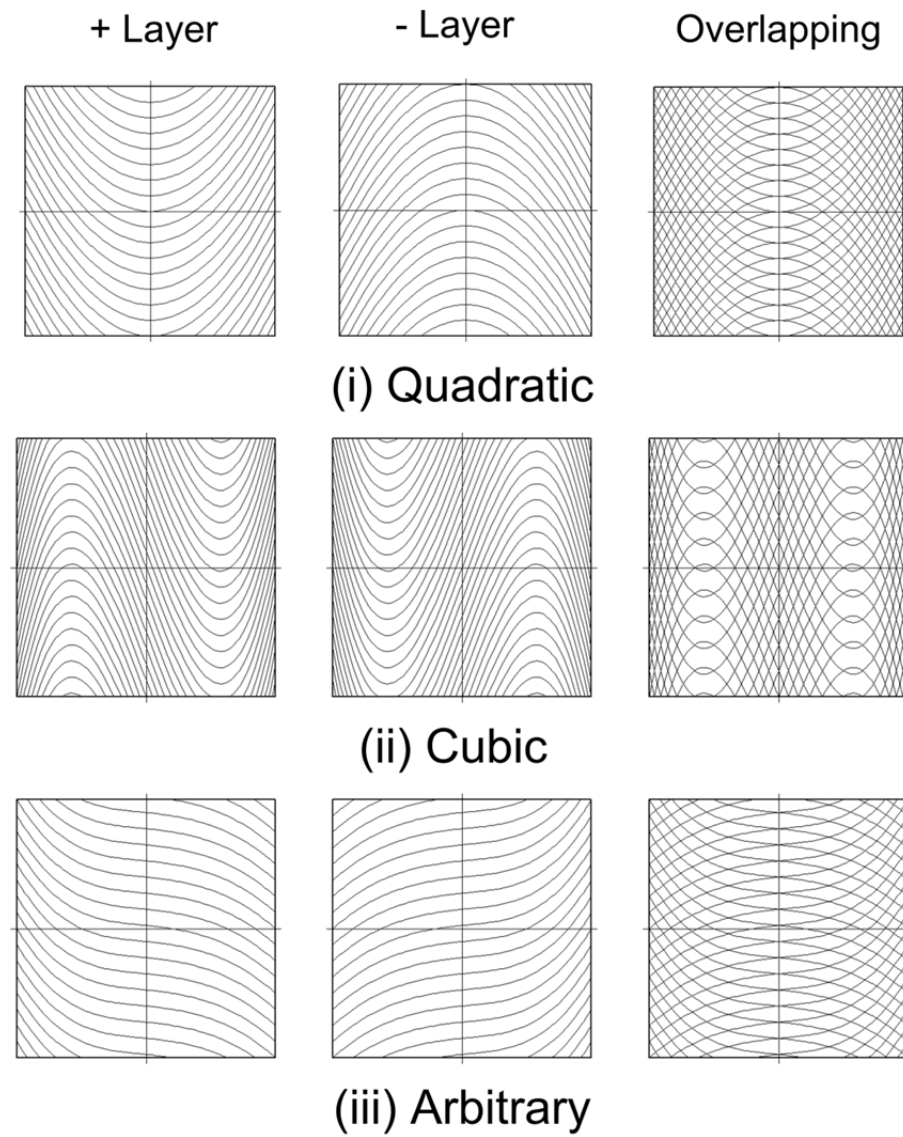 + Layer
- Layer
Overlapping
(i) Quadratic
(ii) Cubic
(iii) Arbitrary